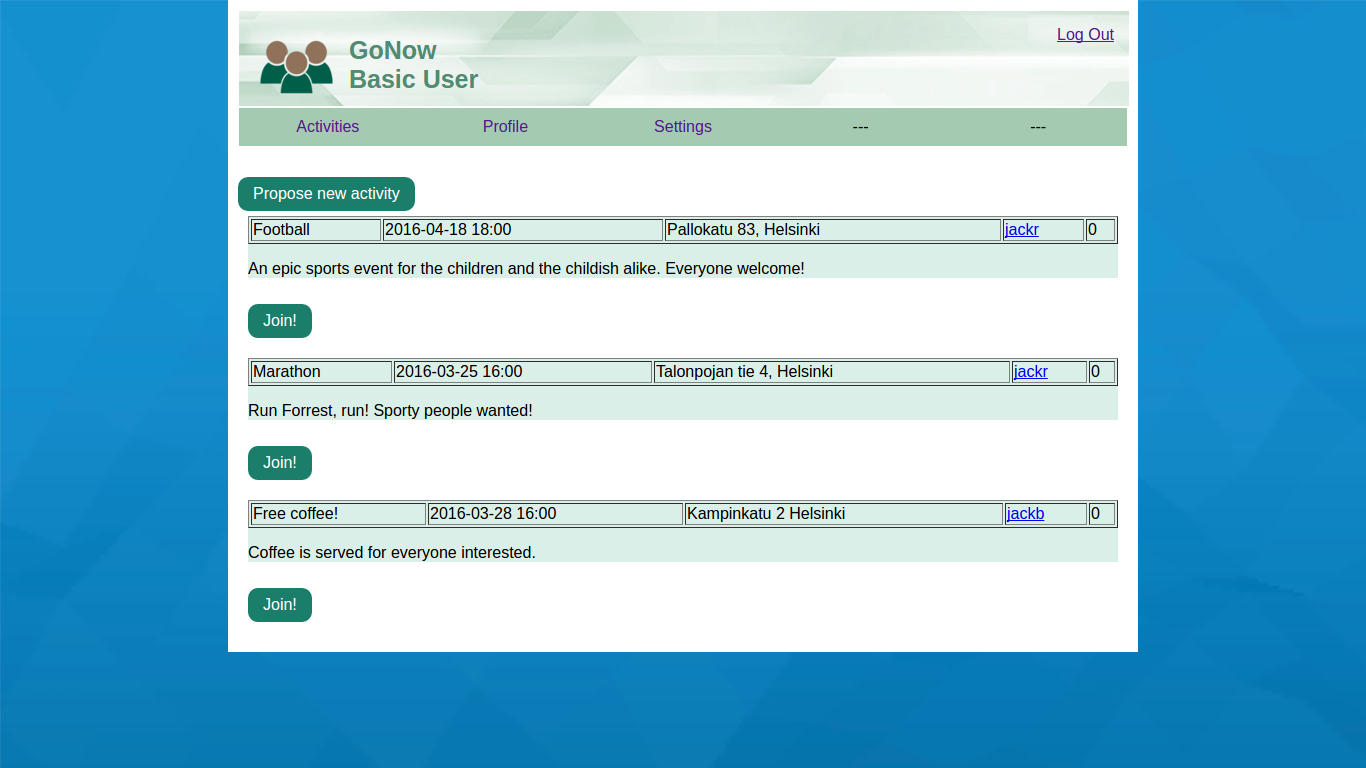 Log Out
GoNow
Basic User
Activities Profile Settings --- ---
Propose new activity
Football 2016-04-18 18:00 Pallokatu 83, Helsinki jackr 0
An epic sports event for the children and the childish alike. Everyone welcome!
Join!
Marathon 2016-03-25 16:00 Talonpojan tie 4, Helsinki jackr 0
Run Forrest, run! Sporty people wanted!
Join!
Free coffee! 2016-03-28 16:00 Kampinkatu 2 Helsinki jackb 0
Coffee is served for everyone interested.
Join!